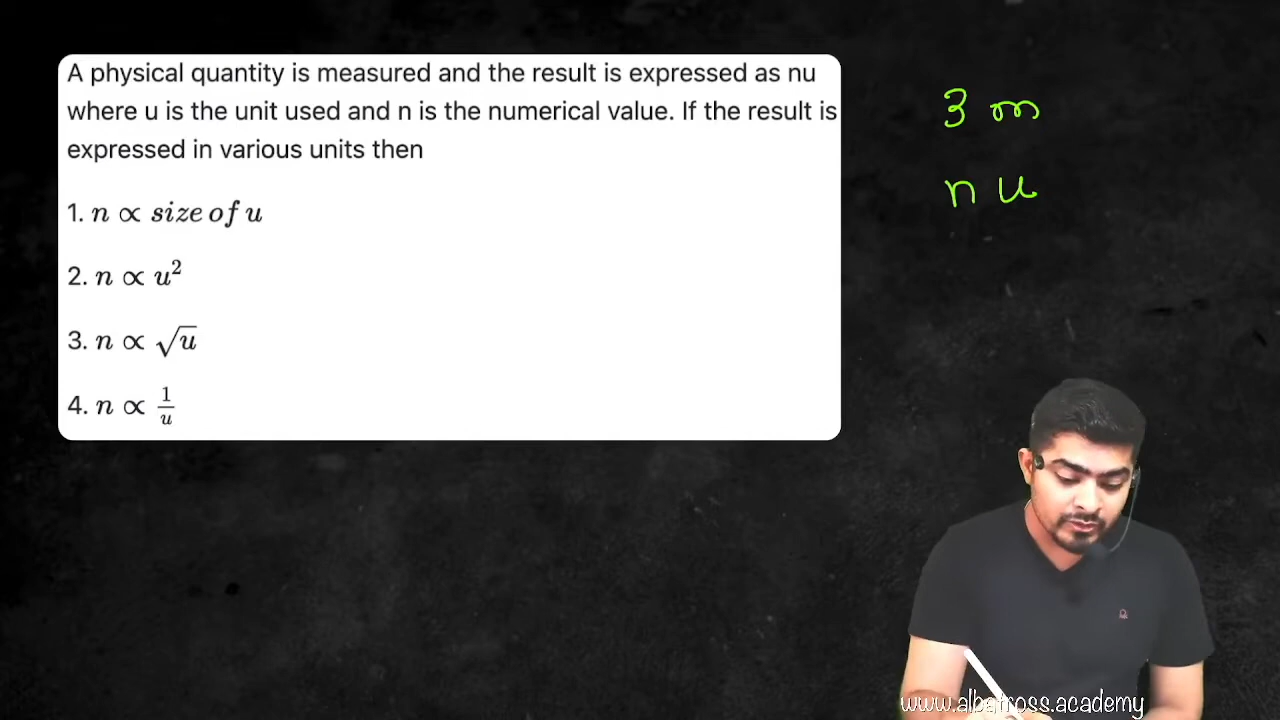 A physical quantity is measured and the result is expressed as nu
where u is the unit used and n is the numerical value. If the result is
expressed in various units then
1. n ∝ size of u
2. n ∝ u²
3. n ∝ √u
4. n ∝ 1/u
3 m
n u
www.albatross.academy